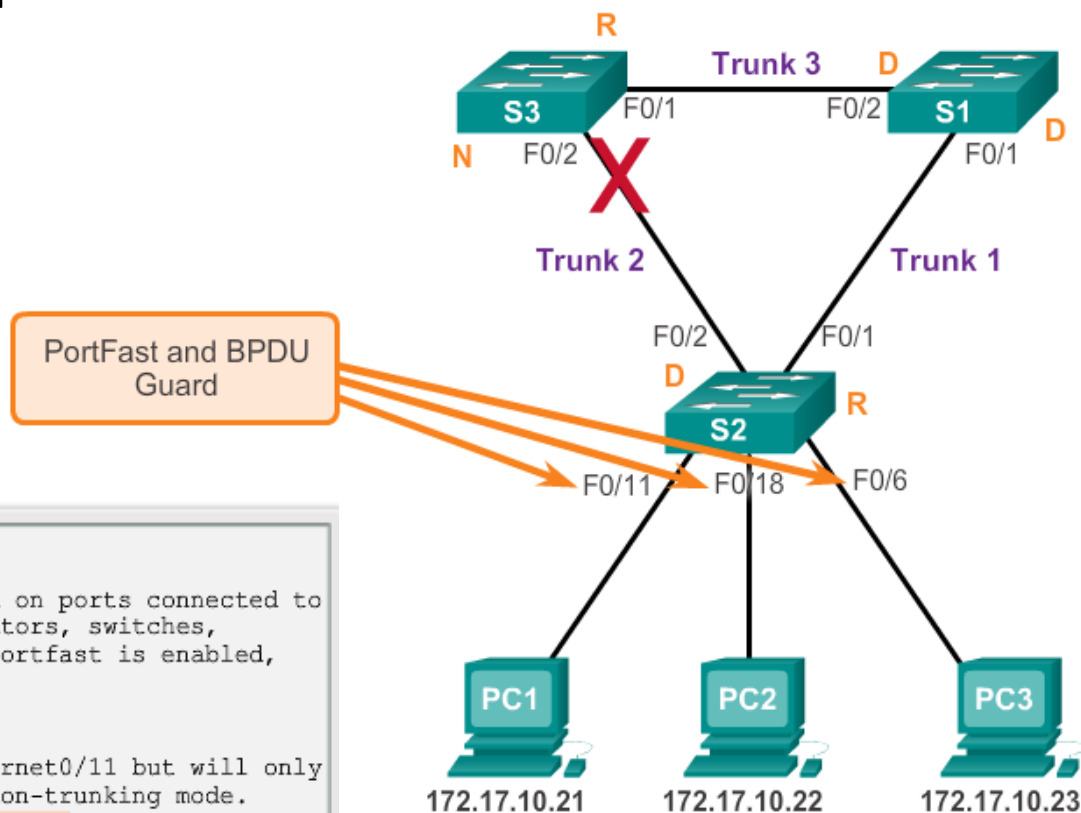 R
Trunk 3
D
S3
F0/1
F0/2
S1
D
N
F0/2
F0/1
Trunk 2
Trunk 1
PortFast and BPDU
Guard
F0/2
F0/1
D
R
S2
F0/11
F0/18
F0/6
on ports connected to
switches,
ortfast is enabled,
PC1
PC2
PC3
rnet0/11 but will only
on-trunking mode.
172.17.10.21
172.17.10.22
172.17.10.23